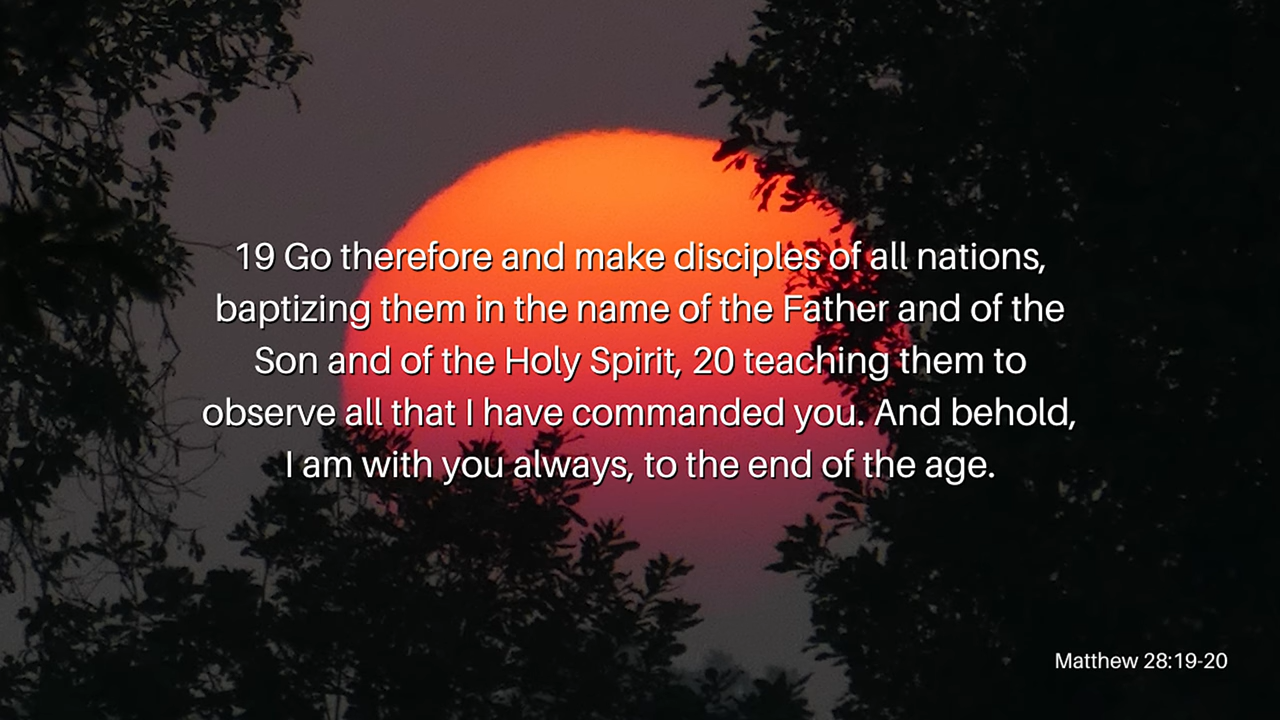 19 Go therefore and make disciples of all nations,
baptizing them in the name of the Father and of the
Son and of the Holy Spirit, 20 teaching them to
observe all that I have commanded you. And behold,
I am with you always, to the end of the age.
Matthew 28:19-20